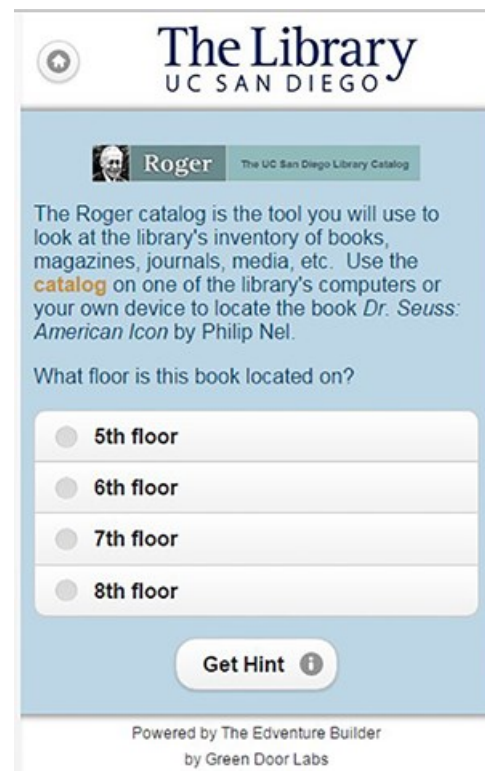 The Library
UC SAN DIEGO
Roger The UC San Diego Library Catalog
The Roger catalog is the tool you will use to
look at the library's inventory of books,
magazines, journals, media, etc.  Use the
catalog on one of the library's computers or
your own device to locate the book Dr. Seuss:
American Icon by Philip Nel.
What floor is this book located on?
5th floor
6th floor
7th floor
8th floor
Get Hint
Powered by The Edventure Builder
by Green Door Labs